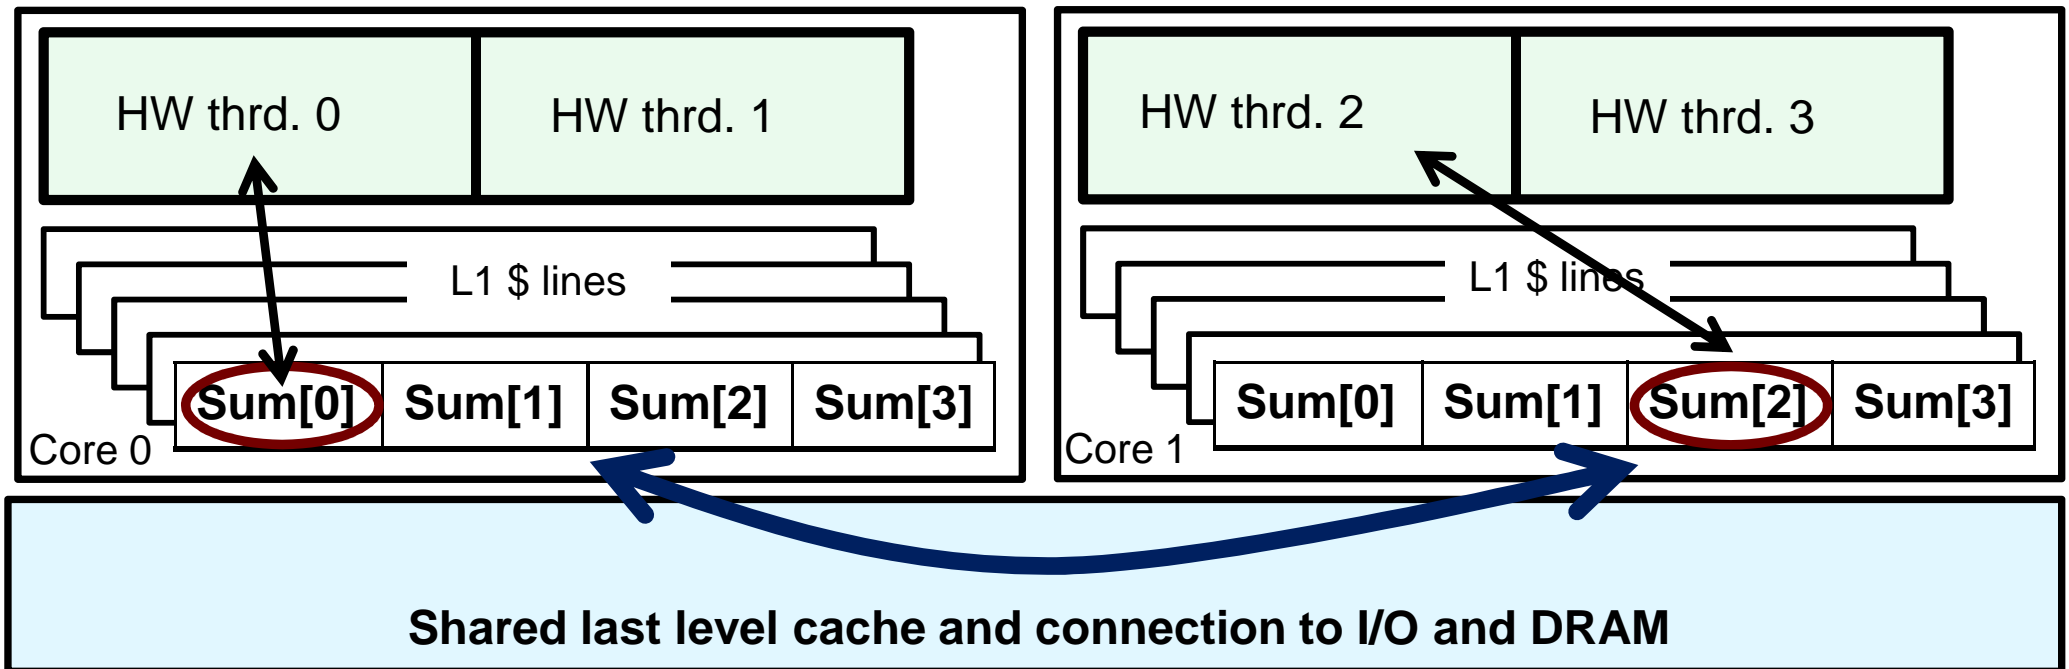 HW thrd. 0
HW thrd. 1
L1 $ lines
Sum[0] Sum[1] Sum[2] Sum[3]
Core 0
HW thrd. 2
HW thrd. 3
L1 $ lines
Sum[0] Sum[1] Sum[2] Sum[3]
Core 1
Shared last level cache and connection to I/O and DRAM